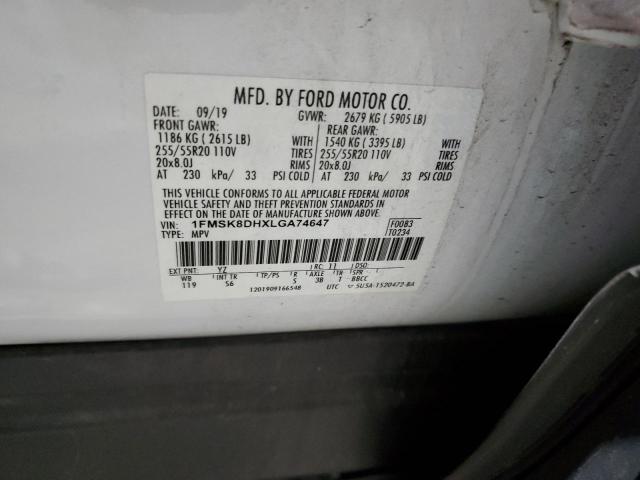 MFD. BY FORD MOTOR CO.
DATE: 09/19 GVWR: 2679 KG ( 5905 LB)
FRONT GAWR: REAR GAWR:
1186 KG ( 2615 LB) WITH 1540 KG ( 3395 LB) WITH
255/55R20 110V TIRES 255/55R20 110V TIRES
20x8.0J RIMS 20x8.0J RIMS
AT 230 kPa/ 33 PSI COLD AT 230 kPa/ 33 PSI COLD
THIS VEHICLE CONFORMS TO ALL APPLICABLE FEDERAL MOTOR
VEHICLE SAFETY AND THEFT PREVENTION STANDARDS IN
EFFECT ON THE DATE OF MANUFACTURE SHOWN ABOVE.
VIN: 1FMSK8DHXLGA74647 F0083
TYPE: MPV T0234
EXT PNT: YZ RC: 11 DSO:
WB INT TR TP/PS R AXLE TR SPR
119 S6 5 3B 1 BBCC
1201909166548 UTC 5U5A-1520472-BA